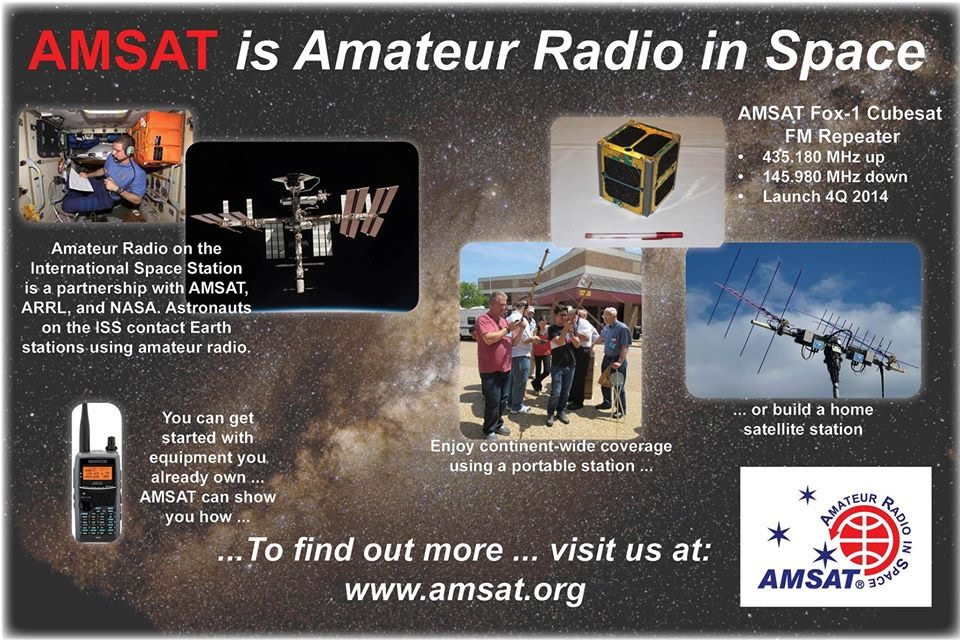 AMSAT is Amateur Radio in Space
AMSAT Fox-1 Cubesat
FM Repeater
• 435.180 MHz up
• 145.980 MHz down
• Launch 4Q 2014
Amateur Radio on the
International Space Station
is a partnership with AMSAT,
ARRL, and NASA. Astronauts
on the ISS contact Earth
stations using amateur radio.
You can get
started with
equipment you
already own ...
AMSAT can show
you how ...
KENWOOD
Enjoy continent-wide coverage
using a portable station ...
... or build a home
satellite station
...To find out more ... visit us at:
www.amsat.org
AMATEUR RADIO IN SPACE
AMSAT®